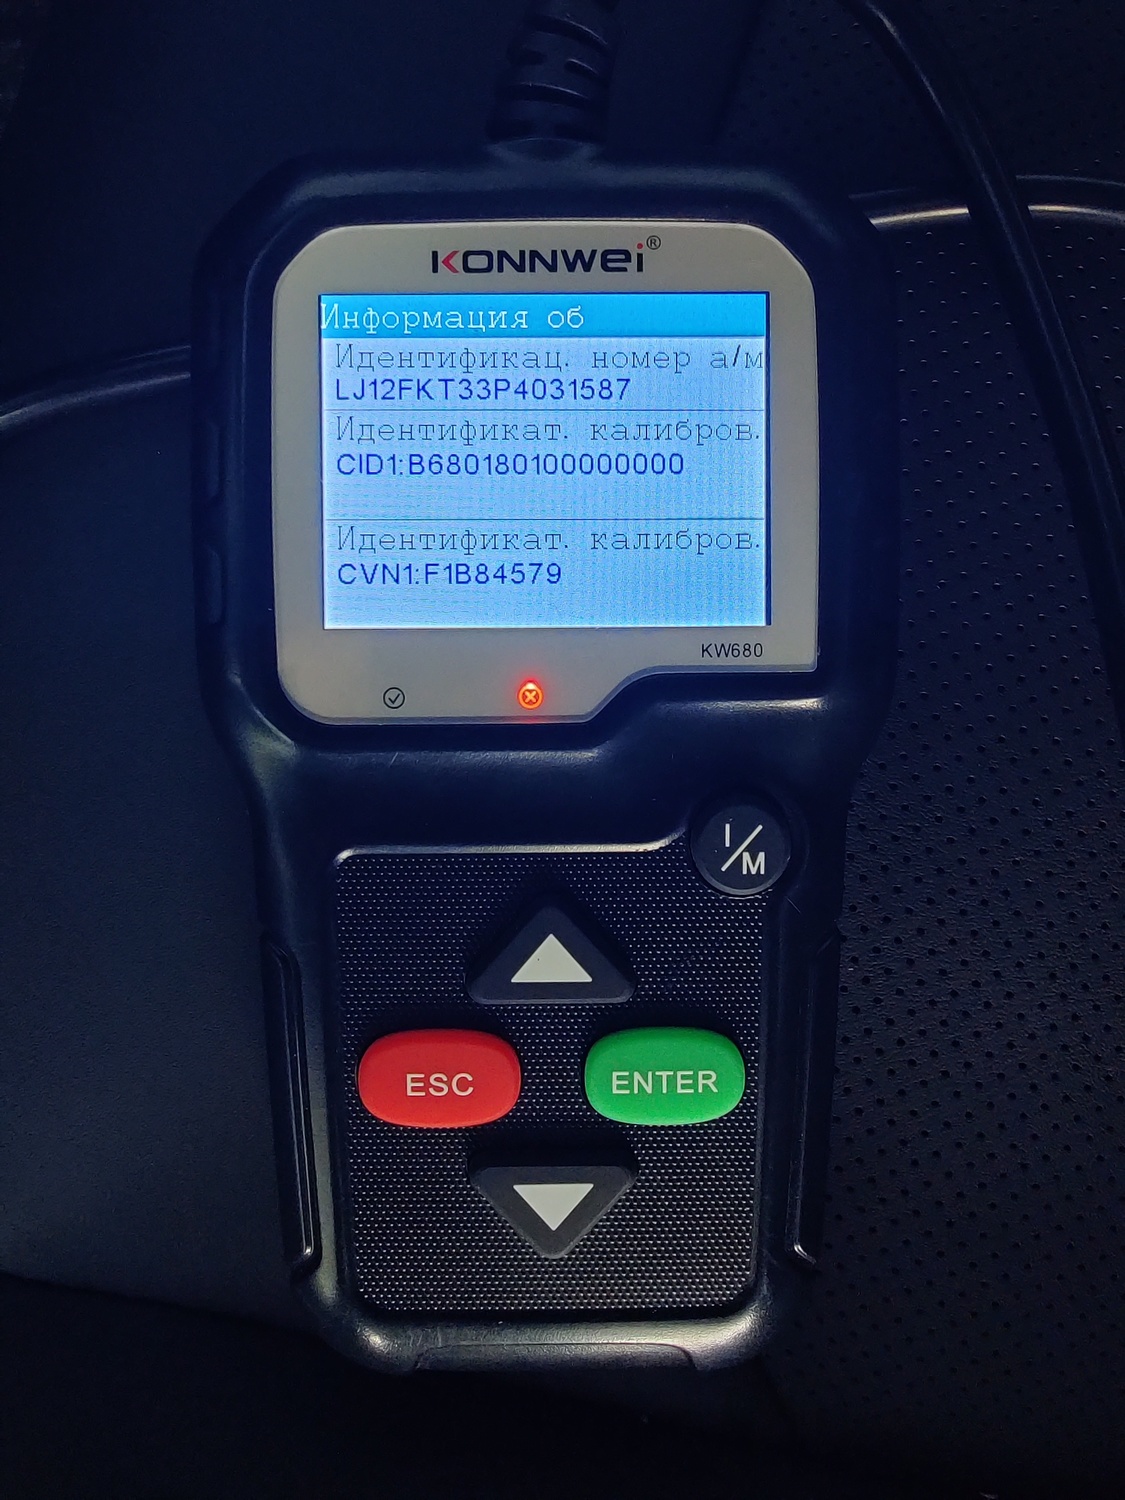 KONNWEI®
Информация об
Идентификац. номер а/м
LJ12FKT33P4031587
Идентификат. калибров.
CID1:B680180100000000
Идентификат. калибров.
CVN1:F1B84579
KW680
I/M
ESC
ENTER